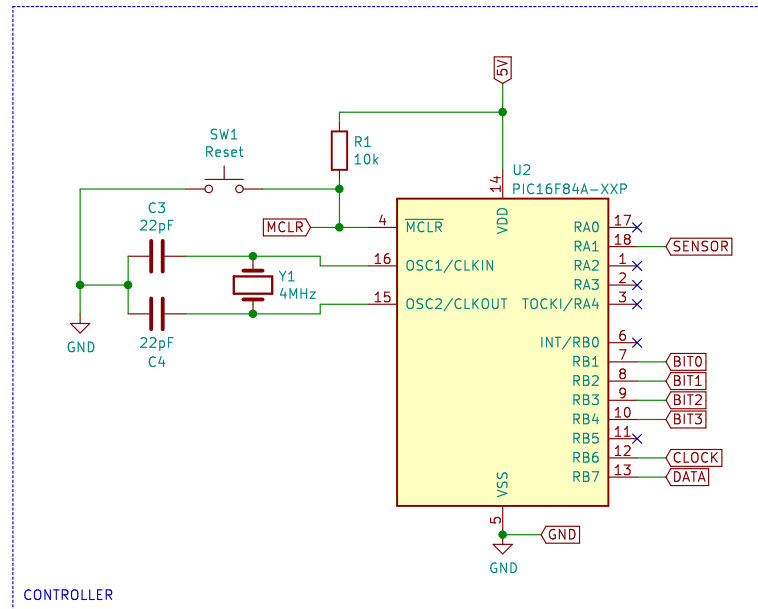 5V
SW1
Reset
R1
10k
U2
PIC16F84A-XXP
14
VDD
C3
22pF
MCLR
4
MCLR
16
OSC1/CLKIN
15
OSC2/CLKOUT
Y1
4MHz
GND
22pF
C4
RA0
17
RA1
18
SENSOR
RA2
1
RA3
2
TOCKI/RA4
3
INT/RB0
6
RB1
7
BIT0
RB2
8
BIT1
RB3
9
BIT2
RB4
10
BIT3
RB5
11
RB6
12
CLOCK
RB7
13
DATA
VSS
5
GND
GND
CONTROLLER